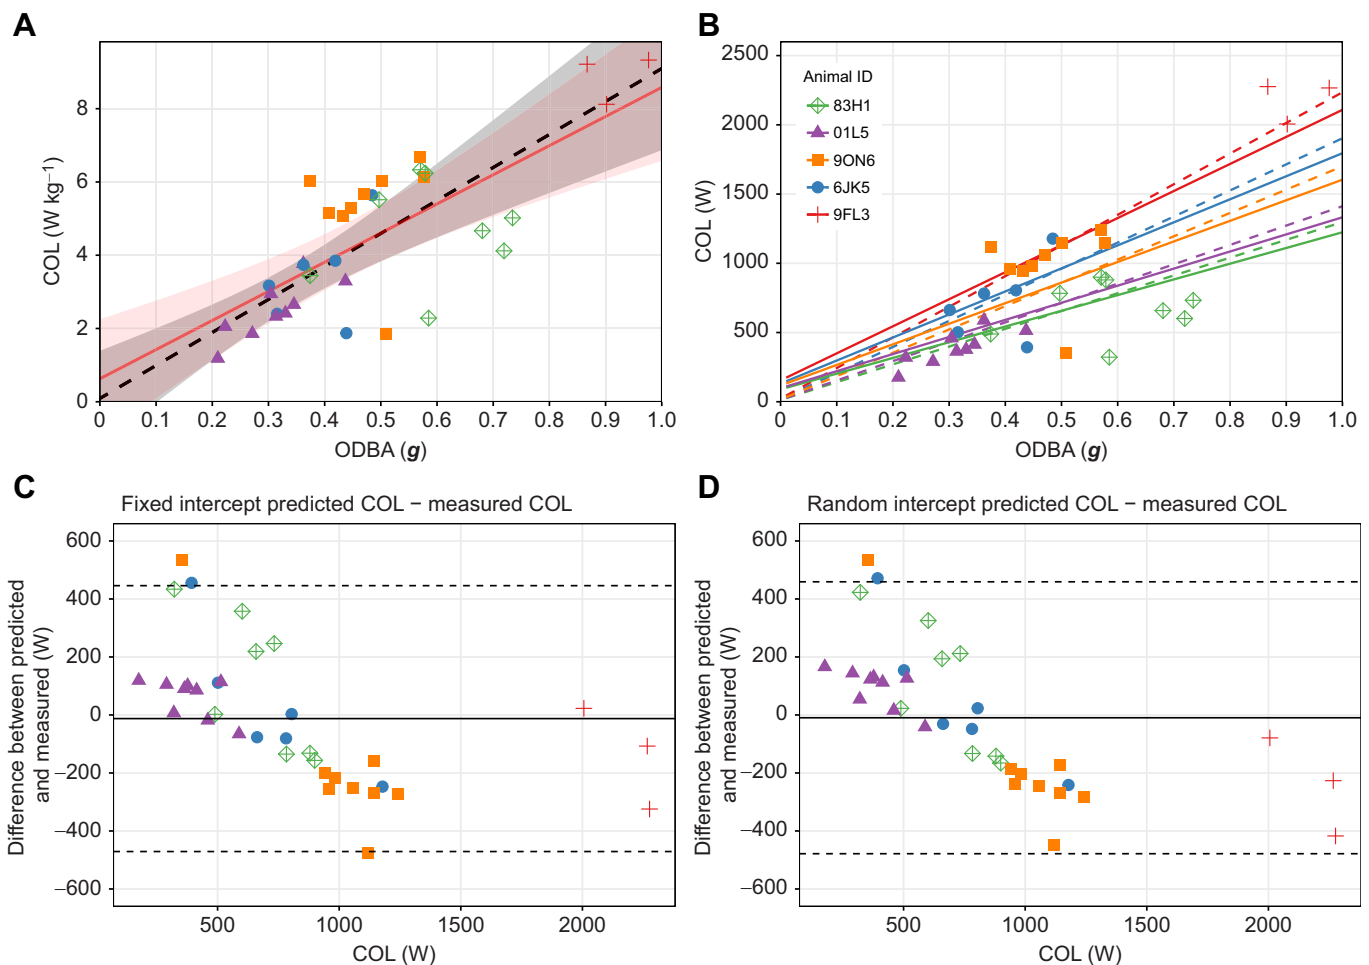 A
B
8
6
4
2
0
COL (W kg−1)
0 0.1 0.2 0.3 0.4 0.5 0.6 0.7 0.8 0.9 1.0
ODBA (g)
2500
2000
1500
1000
500
0
COL (W)
Animal ID
83H1
01L5
9ON6
6JK5
9FL3
0 0.1 0.2 0.3 0.4 0.5 0.6 0.7 0.8 0.9 1.0
ODBA (g)
C
Fixed intercept predicted COL − measured COL
600
400
200
0
−200
−400
−600
Difference between predicted
and measured (W)
500 1000 1500 2000
COL (W)
D
Random intercept predicted COL − measured COL
600
400
200
0
−200
−400
−600
Difference between predicted
and measured (W)
500 1000 1500 2000
COL (W)